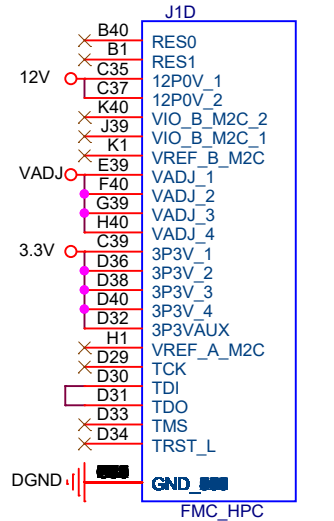 J1D
B40 RES0
B1 RES1
12V C35 12P0V_1
C37 12P0V_2
K40 VIO_B_M2C_2
J39 VIO_B_M2C_1
K1 VREF_B_M2C
VADJ E39 VADJ_1
F40 VADJ_2
G39 VADJ_3
H40 VADJ_4
3.3V C39 3P3V_1
D36 3P3V_2
D38 3P3V_3
D40 3P3V_4
D32 3P3VAUX
H1 VREF_A_M2C
D29 TCK
D30 TDI
D31 TDO
D33 TMS
D34 TRST_L
DGND GND_
FMC_HPC